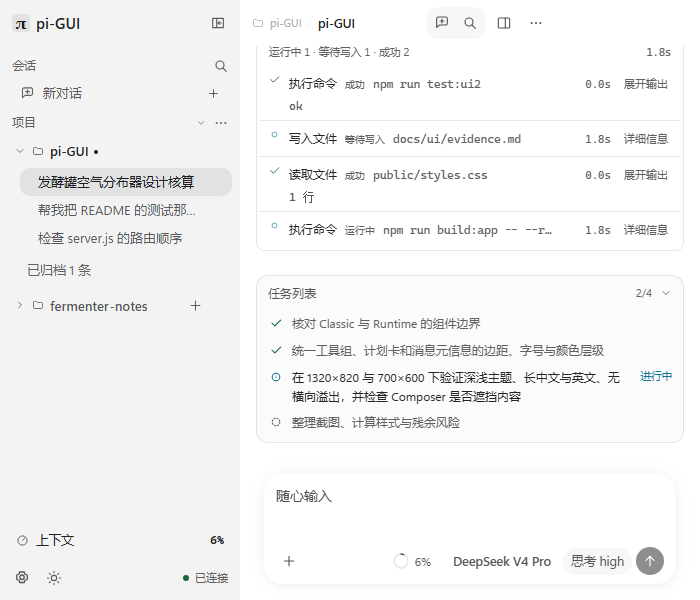 π pi-GUI
会话
新对话
项目
pi-GUI •
发酵罐空气分布器设计核算
帮我把 README 的测试那…
检查 server.js 的路由顺序
已归档 1 条
fermenter-notes
上下文 6%
已连接
pi-GUI / pi-GUI
运行中 1 · 等待写入 1 · 成功 2 1.8s
执行命令 成功 npm run test:ui2 0.0s 展开输出
ok
写入文件 等待写入 docs/ui/evidence.md 1.8s 详细信息
读取文件 成功 public/styles.css 0.0s 展开输出
1 行
执行命令 运行中 npm run build:app -- --r… 1.8s 详细信息
任务列表 2/4
核对 Classic 与 Runtime 的组件边界
统一工具组、计划卡和消息元信息的边距、字号与颜色层级
在 1320×820 与 700×600 下验证深浅主题、长中文与英文、无 进行中
横向溢出，并检查 Composer 是否遮挡内容
整理截图、计算样式与残余风险
随心输入
6% DeepSeek V4 Pro 思考 high